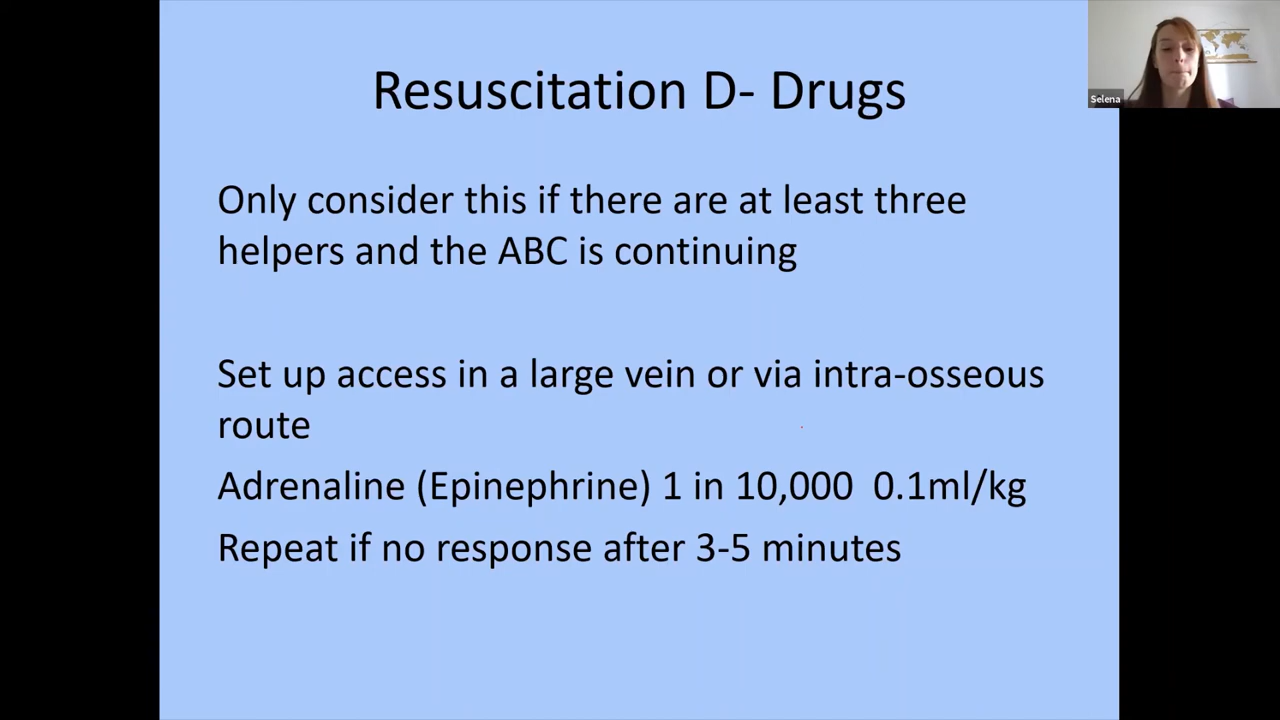 Resuscitation D- Drugs
Selena
Only consider this if there are at least three
helpers and the ABC is continuing
Set up access in a large vein or via intra-osseous
route
Adrenaline (Epinephrine) 1 in 10,000  0.1ml/kg
Repeat if no response after 3-5 minutes